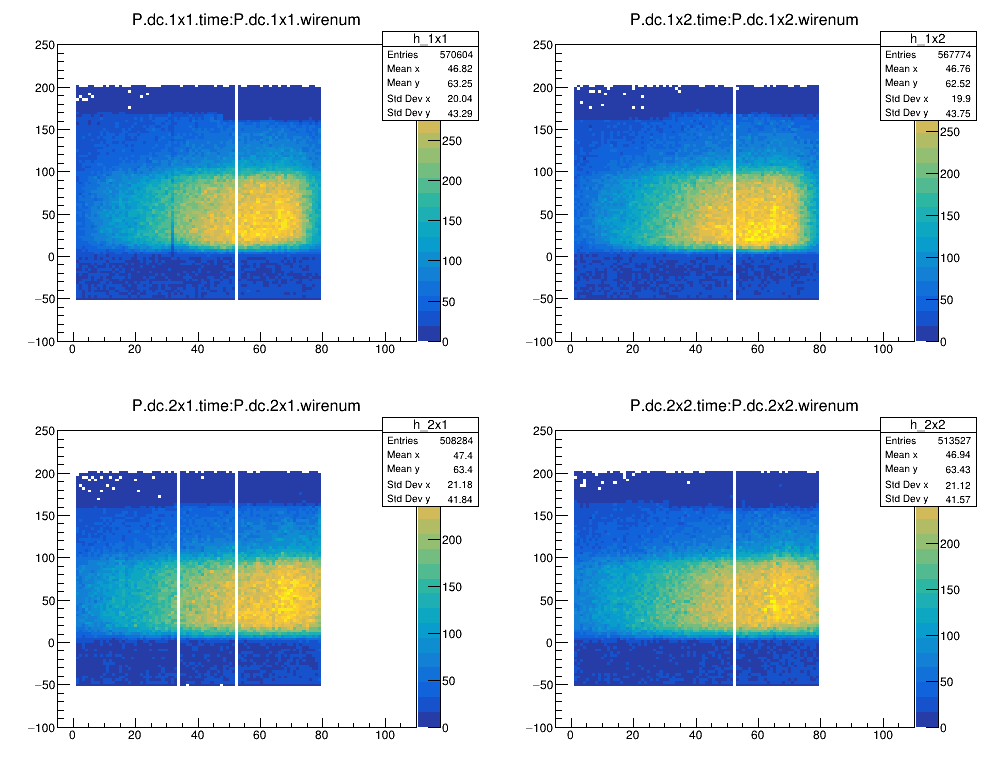 P.dc.1x1.time:P.dc.1x1.wirenum
h_1x1
Entries 570604
Mean x 46.82
Mean y 63.25
Std Dev x 20.04
Std Dev y 43.29
250
200
150
100
50
0
−50
−100
0 20 40 60 80 100
250
200
150
100
50
0
P.dc.1x2.time:P.dc.1x2.wirenum
h_1x2
Entries 567774
Mean x 46.76
Mean y 62.52
Std Dev x 19.9
Std Dev y 43.75
250
200
150
100
50
0
−50
−100
0 20 40 60 80 100
250
200
150
100
50
0
P.dc.2x1.time:P.dc.2x1.wirenum
h_2x1
Entries 508284
Mean x 47.4
Mean y 63.4
Std Dev x 21.18
Std Dev y 41.84
250
200
150
100
50
0
−50
−100
0 20 40 60 80 100
200
150
100
50
0
P.dc.2x2.time:P.dc.2x2.wirenum
h_2x2
Entries 513527
Mean x 46.94
Mean y 63.43
Std Dev x 21.12
Std Dev y 41.57
250
200
150
100
50
0
−50
−100
0 20 40 60 80 100
200
150
100
50
0